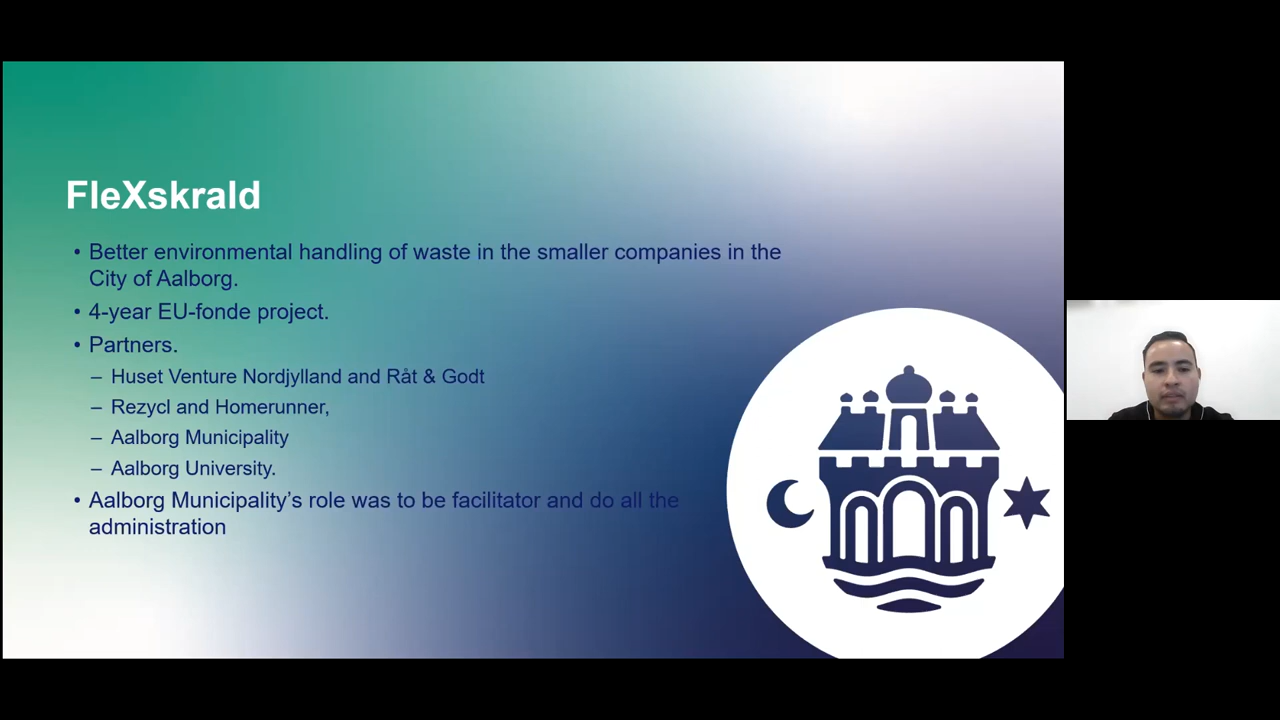 FleXskrald
• Better environmental handling of waste in the smaller companies in the
City of Aalborg.
• 4-year EU-fonde project.
• Partners.
– Huset Venture Nordjylland and Råt & Godt
– Rezycl and Homerunner,
– Aalborg Municipality
– Aalborg University.
• Aalborg Municipality’s role was to be facilitator and do all the
administration